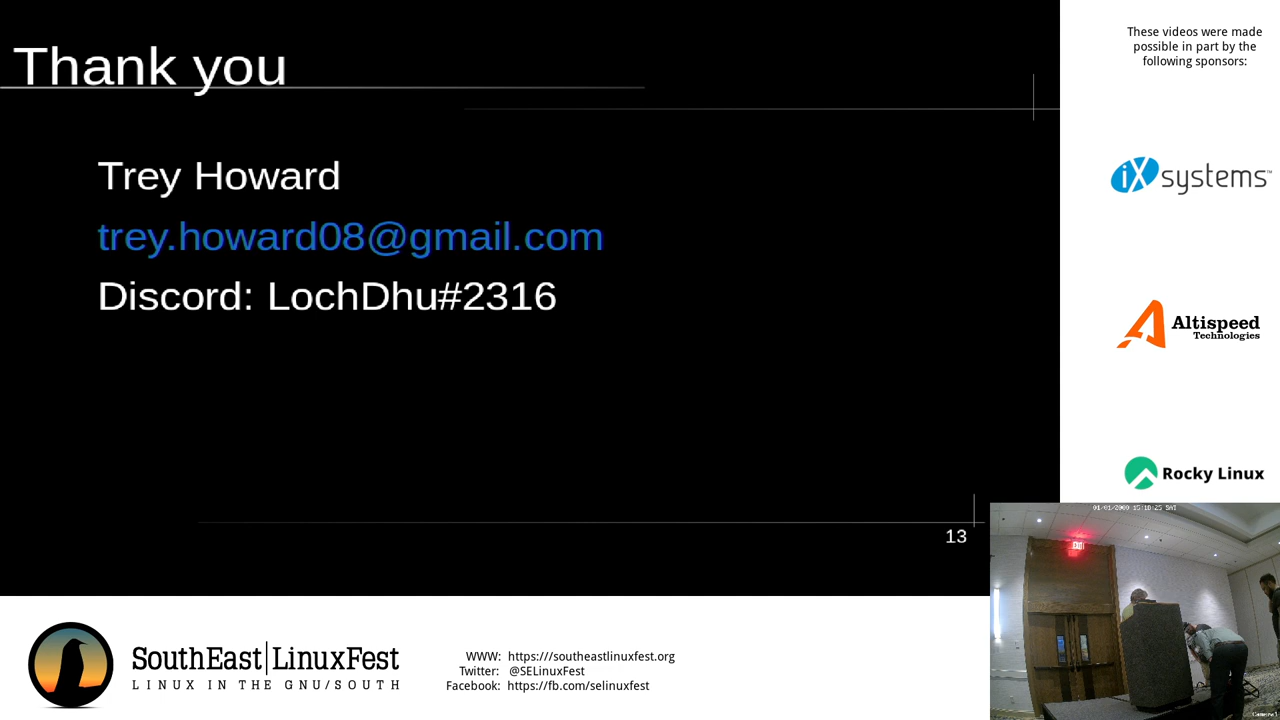 Thank you
Trey Howard
trey.howard08@gmail.com
Discord: LochDhu#2316
13
These videos were made
possible in part by the
following sponsors:
iXsystems™
Altispeed
Technologies
Rocky Linux
EXIT
SouthEast|LinuxFest
LINUX IN THE GNU/SOUTH
WWW: https:///southeastlinuxfest.org
Twitter: @SELinuxFest
Facebook: https://fb.com/selinuxfest